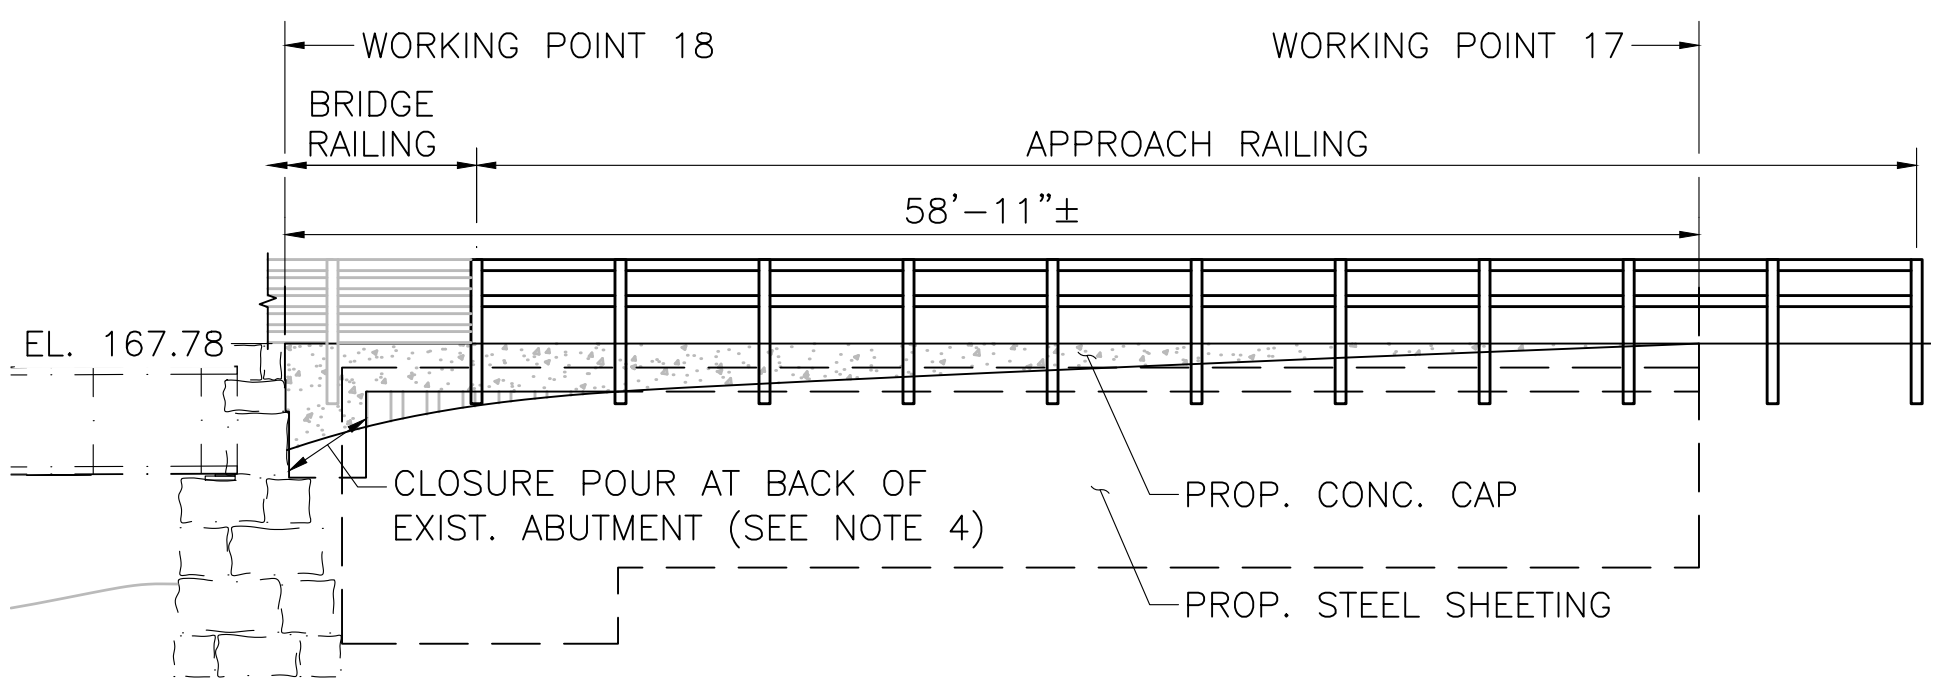 WORKING POINT 18
WORKING POINT 17
BRIDGE
RAILING
APPROACH RAILING
58'-11"±
EL. 167.78
CLOSURE POUR AT BACK OF
EXIST. ABUTMENT (SEE NOTE 4)
PROP. CONC. CAP
PROP. STEEL SHEETING